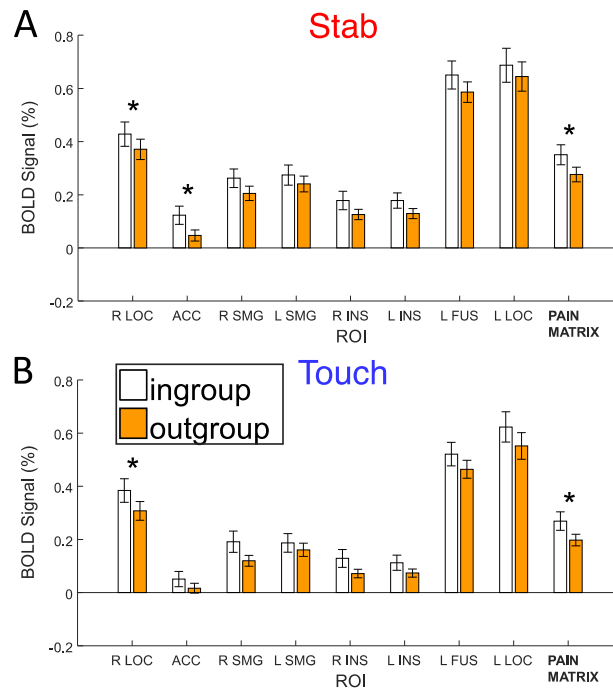 A
Stab
BOLD Signal (%)
0.8
0.6
0.4
0.2
0
-0.2
*
*
*
R LOC ACC R SMG L SMG R INS L INS L FUS L LOC PAIN
MATRIX
ROI
B
Touch
ingroup
outgroup
BOLD Signal (%)
0.8
0.6
0.4
0.2
0
-0.2
*
*
R LOC ACC R SMG L SMG R INS L INS L FUS L LOC PAIN
MATRIX
ROI